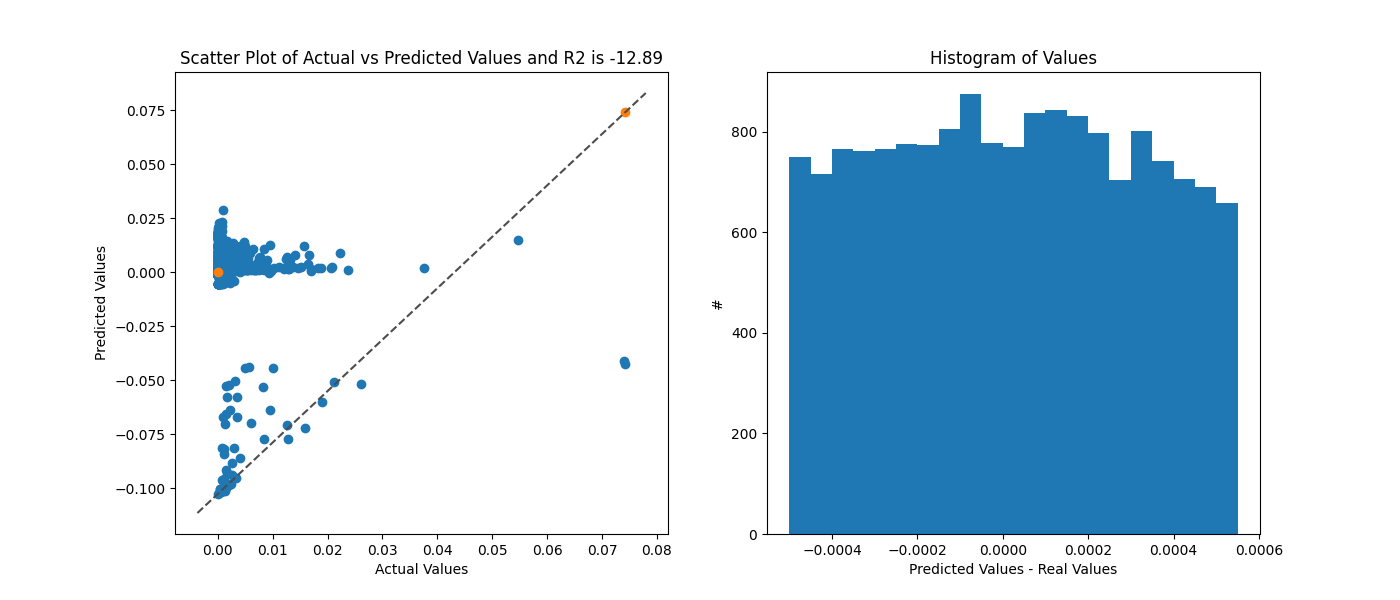 Scatter Plot of Actual vs Predicted Values and R2 is -12.89
Predicted Values
0.075
0.050
0.025
0.000
−0.025
−0.050
−0.075
−0.100
0.00 0.01 0.02 0.03 0.04 0.05 0.06 0.07 0.08
Actual Values
Histogram of Values
#
800
600
400
200
0
−0.0004 −0.0002 0.0000 0.0002 0.0004 0.0006
Predicted Values - Real Values